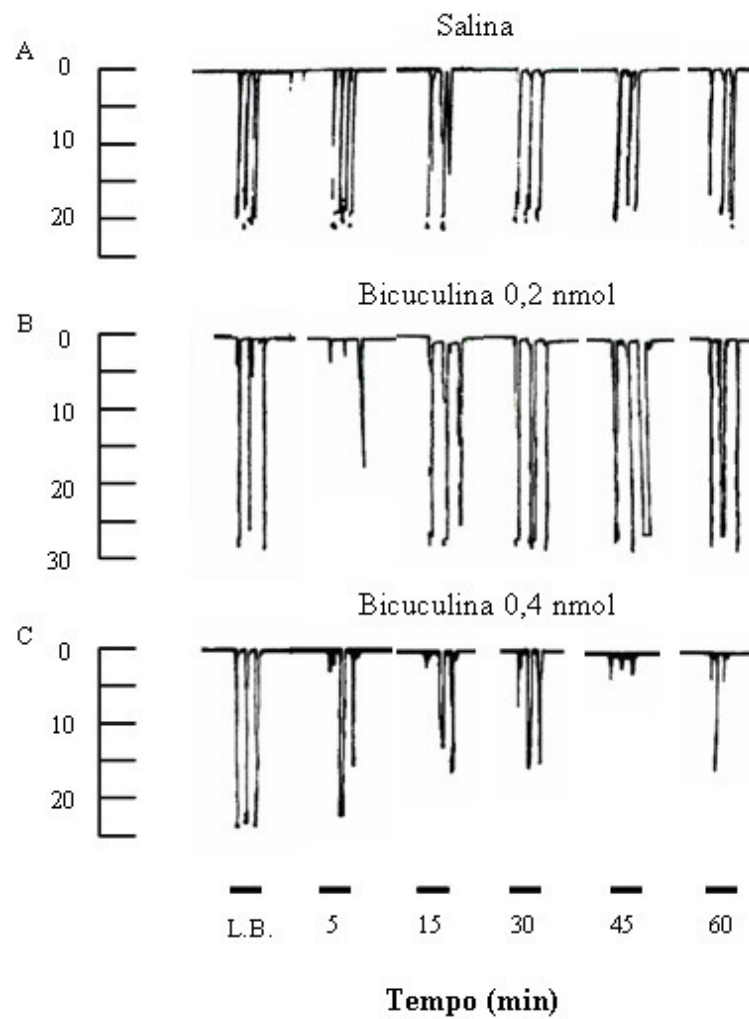 Salina
A
0
10
20
Bicuculina 0,2 nmol
B
0
10
20
30
Bicuculina 0,4 nmol
C
0
10
20
L.B. 5 15 30 45 60
Tempo (min)